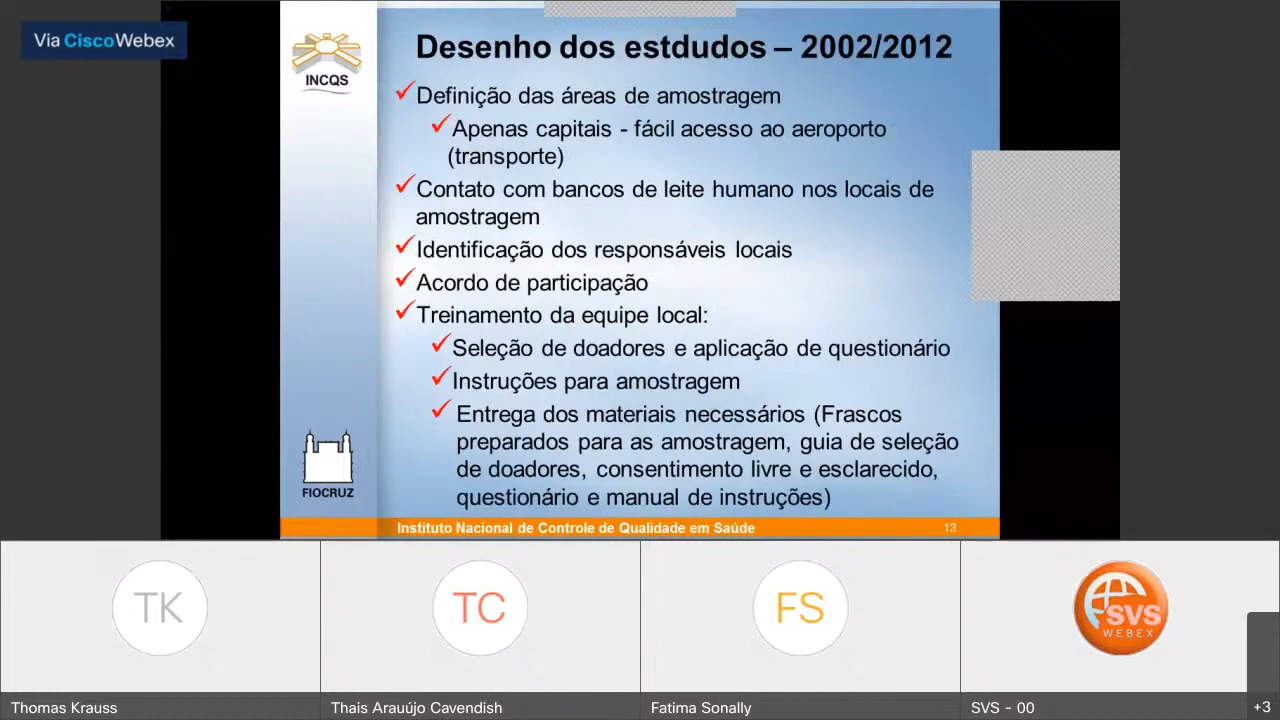 Via CiscoWebex
INCQS
Desenho dos estdudos – 2002/2012
Definição das áreas de amostragem
Apenas capitais - fácil acesso ao aeroporto
(transporte)
Contato com bancos de leite humano nos locais de
amostragem
Identificação dos responsáveis locais
Acordo de participação
Treinamento da equipe local:
Seleção de doadores e aplicação de questionário
Instruções para amostragem
Entrega dos materiais necessários (Frascos
preparados para as amostragem, guia de seleção
de doadores, consentimento livre e esclarecido,
questionário e manual de instruções)
FIOCRUZ
Instituto Nacional de Controle de Qualidade em Saúde
13
TK
TC
FS
SVS
WEBEX
Thomas Krauss
Thais Arauújo Cavendish
Fatima Sonally
SVS - 00
+3